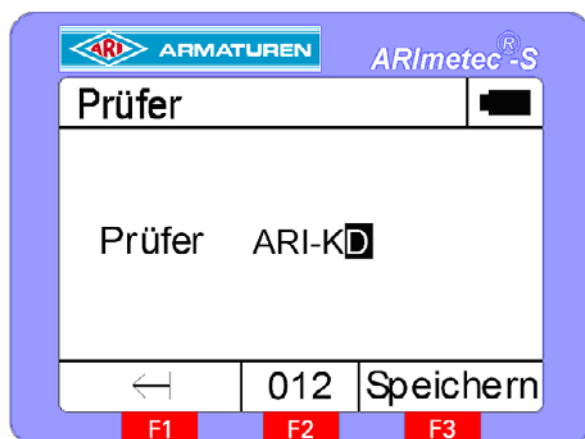 ARI ARMATUREN ARImetec®-S
Prüfer
Prüfer ARI-KD
012 Speichern
F1 F2 F3